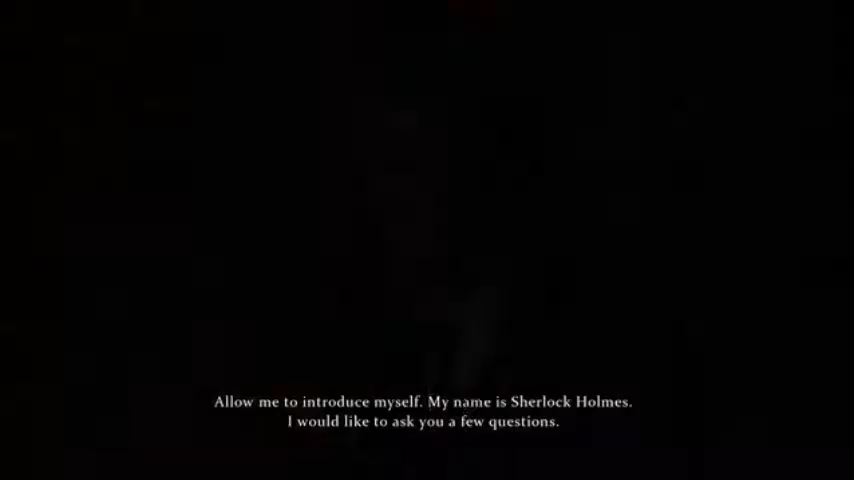 Allow me to introduce myself. My name is Sherlock Holmes.
I would like to ask you a few questions.